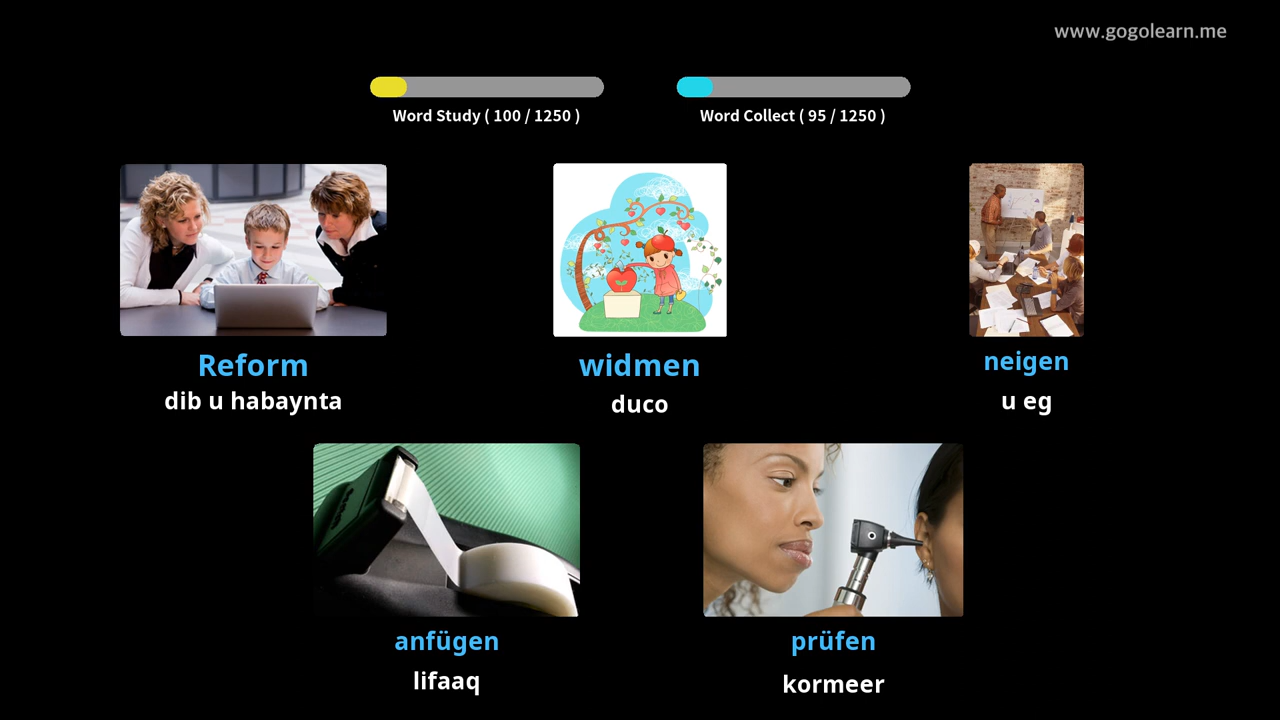 www.gogolearn.me
Word Study ( 100 / 1250 )
Word Collect ( 95 / 1250 )
Reform
dib u habaynta
widmen
duco
neigen
u eg
anfügen
lifaaq
prüfen
kormeer